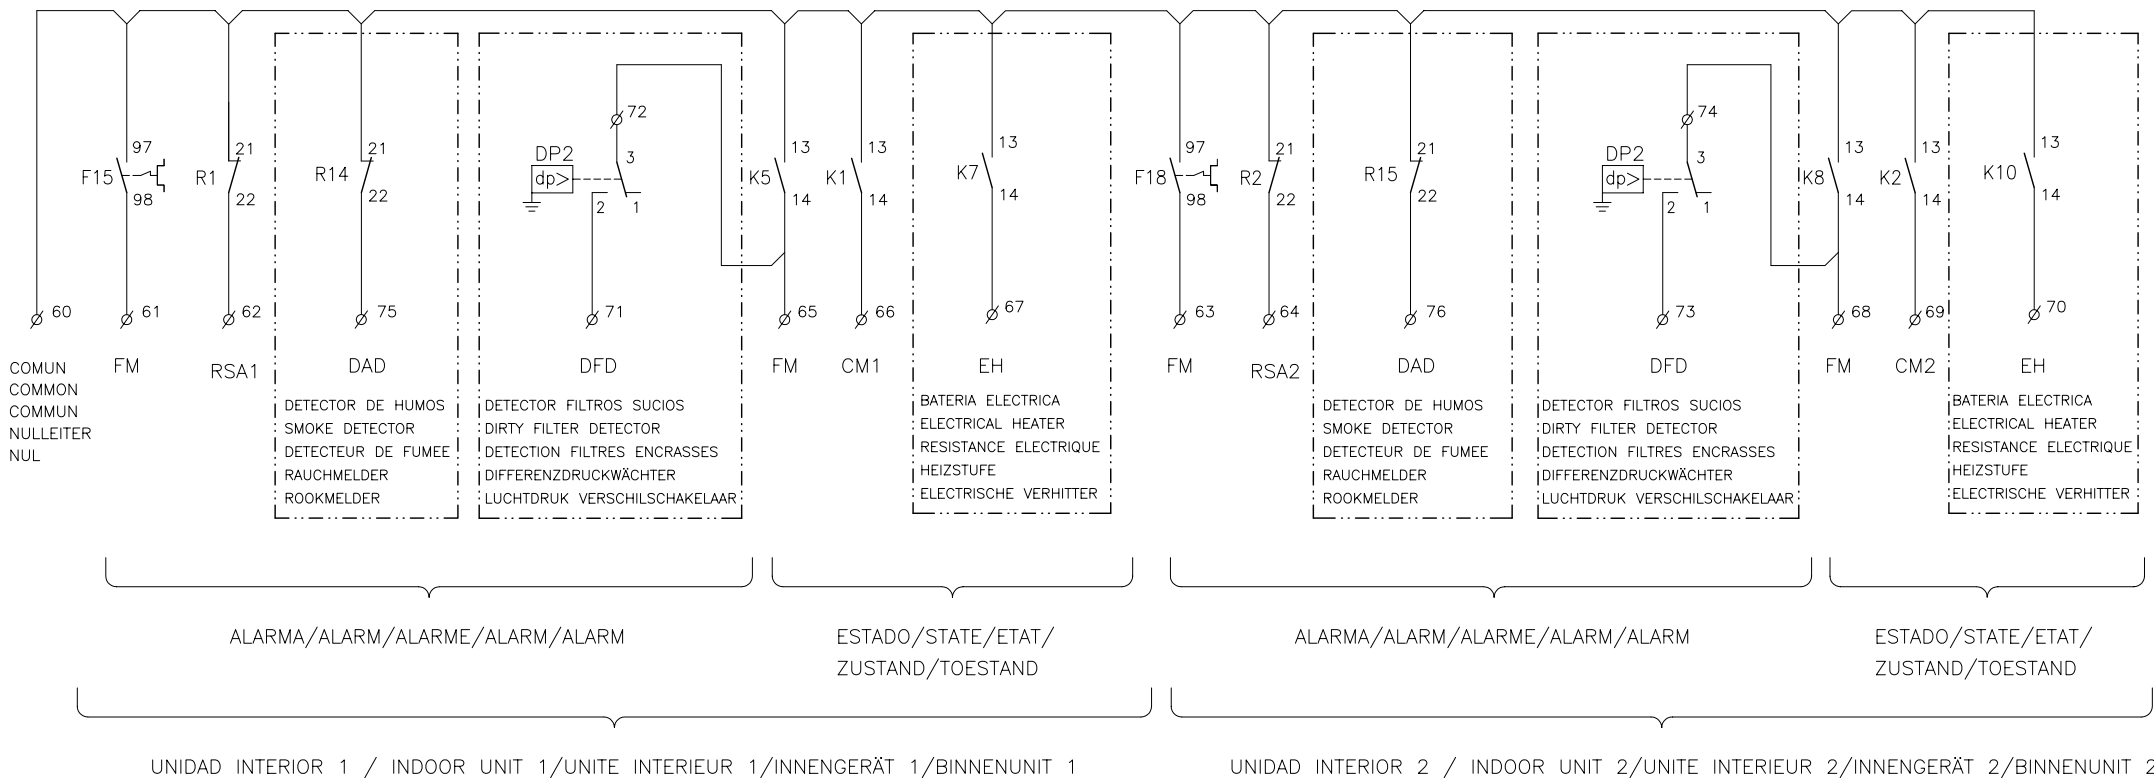 72
74
97
21
21
13
13
13
97
21
21
13
13
13
DP2
3
DP2
3
F15
R1
R14
dp>
K5
K1
K7
F18
R2
R15
dp>
K8
K2
K10
98
22
22
2
1
14
14
14
98
22
22
2
1
14
14
14
60
61
62
75
71
65
66
67
63
64
76
73
68
69
70
COMUN
COMMON
COMMUN
NULLEITER
NUL
FM
RSA1
DAD
DETECTOR DE HUMOS
SMOKE DETECTOR
DETECTEUR DE FUMEE
RAUCHMELDER
ROOKMELDER
DFD
DETECTOR FILTROS SUCIOS
DIRTY FILTER DETECTOR
DETECTION FILTRES ENCRASSES
DIFFERENZDRUCKWÄCHTER
LUCHTDRUK VERSCHILSCHAKELAAR
FM
CM1
EH
BATERIA ELECTRICA
ELECTRICAL HEATER
RESISTANCE ELECTRIQUE
HEIZSTUFE
ELECTRISCHE VERHITTER
FM
RSA2
DAD
DETECTOR DE HUMOS
SMOKE DETECTOR
DETECTEUR DE FUMEE
RAUCHMELDER
ROOKMELDER
DFD
DETECTOR FILTROS SUCIOS
DIRTY FILTER DETECTOR
DETECTION FILTRES ENCRASSES
DIFFERENZDRUCKWÄCHTER
LUCHTDRUK VERSCHILSCHAKELAAR
FM
CM2
EH
BATERIA ELECTRICA
ELECTRICAL HEATER
RESISTANCE ELECTRIQUE
HEIZSTUFE
ELECTRISCHE VERHITTER
ALARMA/ALARM/ALARME/ALARM/ALARM
ESTADO/STATE/ETAT/
ZUSTAND/TOESTAND
ALARMA/ALARM/ALARME/ALARM/ALARM
ESTADO/STATE/ETAT/
ZUSTAND/TOESTAND
UNIDAD INTERIOR 1 / INDOOR UNIT 1/UNITE INTERIEUR 1/INNENGERÄT 1/BINNENUNIT 1
UNIDAD INTERIOR 2 / INDOOR UNIT 2/UNITE INTERIEUR 2/INNENGERÄT 2/BINNENUNIT 2